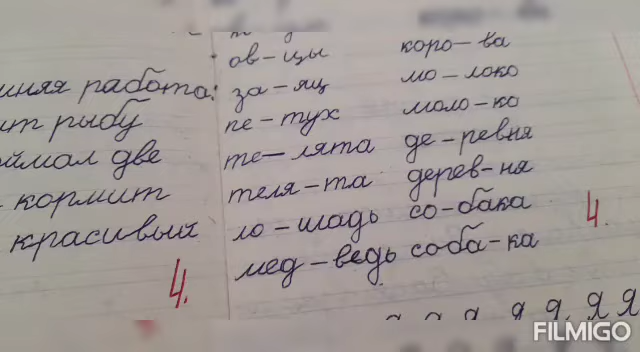 работа:
рыбу
две
кормит
красивый
4.
ов-цы
за-яц
пе-тух
те-лята
теля-та
ло-шадь
мед-ведь
коро-ва
мо-локо
моло-ко
де-ревня
дерев-ня
со-бака
соба-ка
4.
я я я я я я
FILMIGO